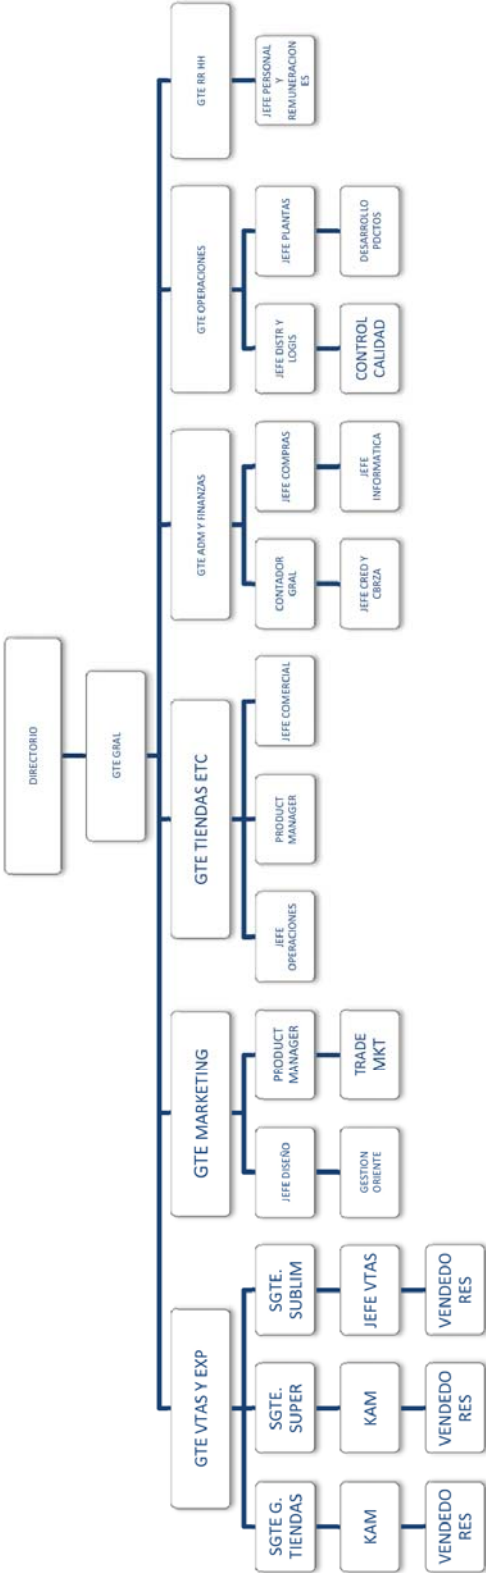 DIRECTORIO
GTE GRAL
GTE VTAS Y EXP
GTE MARKETING
GTE TIENDAS ETC
GTE ADM Y FINANZAS
GTE OPERACIONES
GTE RR HH
SGTE G.
TIENDAS
SGTE.
SUPER
SGTE.
SUBLIM
JEFE DISEÑO
PRODUCT
MANAGER
JEFE
OPERACIONES
PRODUCT
MANAGER
JEFE COMERCIAL
CONTADOR
GRAL
JEFE COMPRAS
JEFE DISTR Y
LOGIS
JEFE PLANTAS
JEFE PERSONAL
Y
REMUNERACION
ES
KAM
KAM
JEFE VTAS
GESTION
ORIENTE
TRADE
MKT
JEFE CRED Y
CBRZA
JEFE
INFORMATICA
CONTROL
CALIDAD
DESARROLLO
PDCTOS
VENDEDO
RES
VENDEDO
RES
VENDEDO
RES